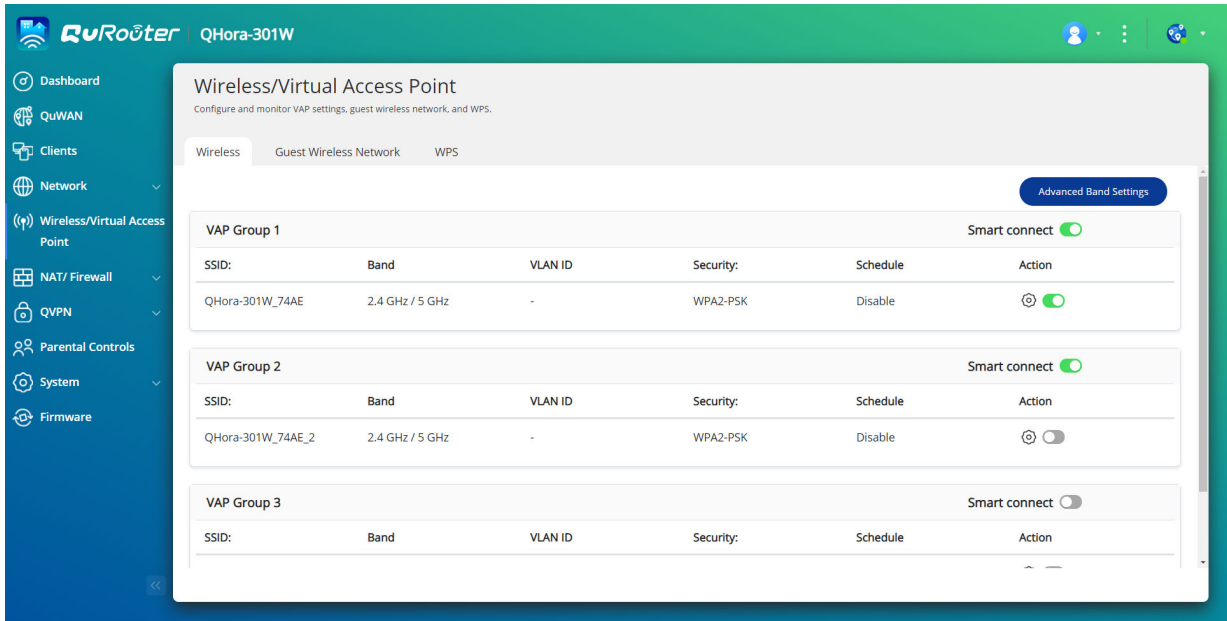 QuRoûter QHora-301W
Dashboard
QuWAN
Clients
Network
Wireless/Virtual Access
Point
NAT/ Firewall
QVPN
Parental Controls
System
Firmware
Wireless/Virtual Access Point
Configure and monitor VAP settings, guest wireless network, and WPS.
Wireless Guest Wireless Network WPS
Advanced Band Settings
VAP Group 1 Smart connect
SSID: Band VLAN ID Security: Schedule Action
QHora-301W_74AE 2.4 GHz / 5 GHz - WPA2-PSK Disable
VAP Group 2 Smart connect
SSID: Band VLAN ID Security: Schedule Action
QHora-301W_74AE_2 2.4 GHz / 5 GHz - WPA2-PSK Disable
VAP Group 3 Smart connect
SSID: Band VLAN ID Security: Schedule Action